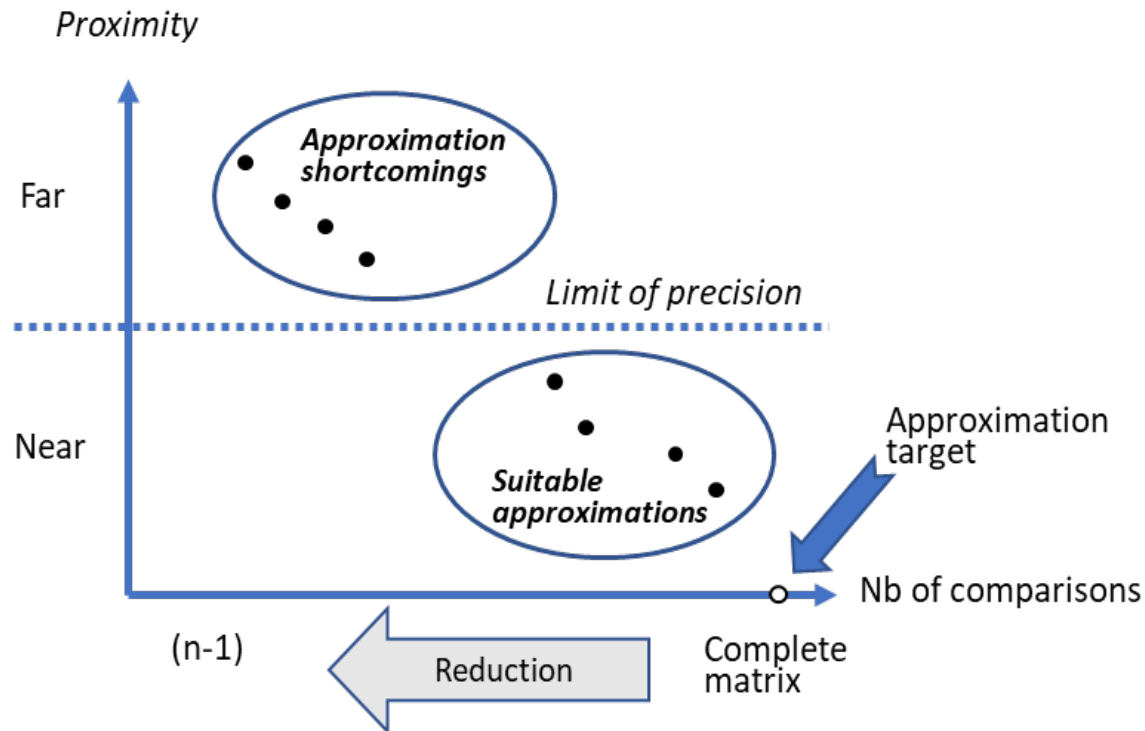 Proximity
Approximation
shortcomings
Far
Limit of precision
Approximation
target
Near
Suitable
approximations
Nb of comparisons
(n-1)
Reduction
Complete
matrix